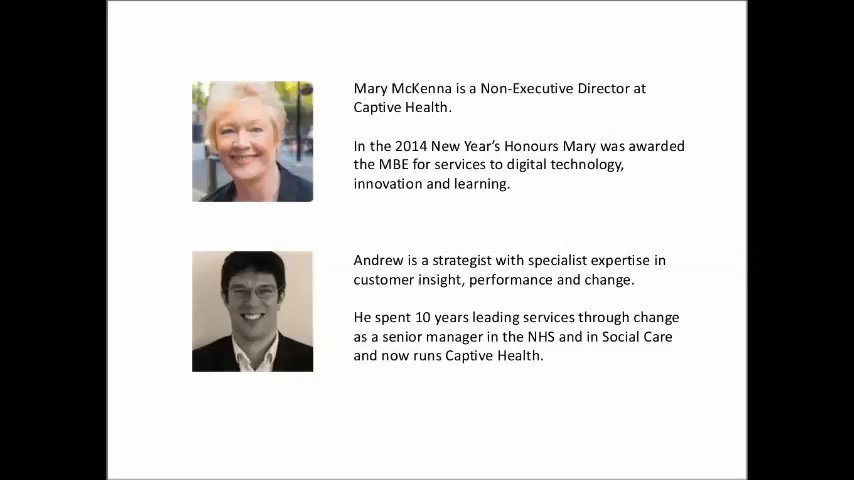 Mary McKenna is a Non-Executive Director at
Captive Health.
In the 2014 New Year's Honours Mary was awarded
the MBE for services to digital technology,
innovation and learning.
Andrew is a strategist with specialist expertise in
customer insight, performance and change.
He spent 10 years leading services through change
as a senior manager in the NHS and in Social Care
and now runs Captive Health.